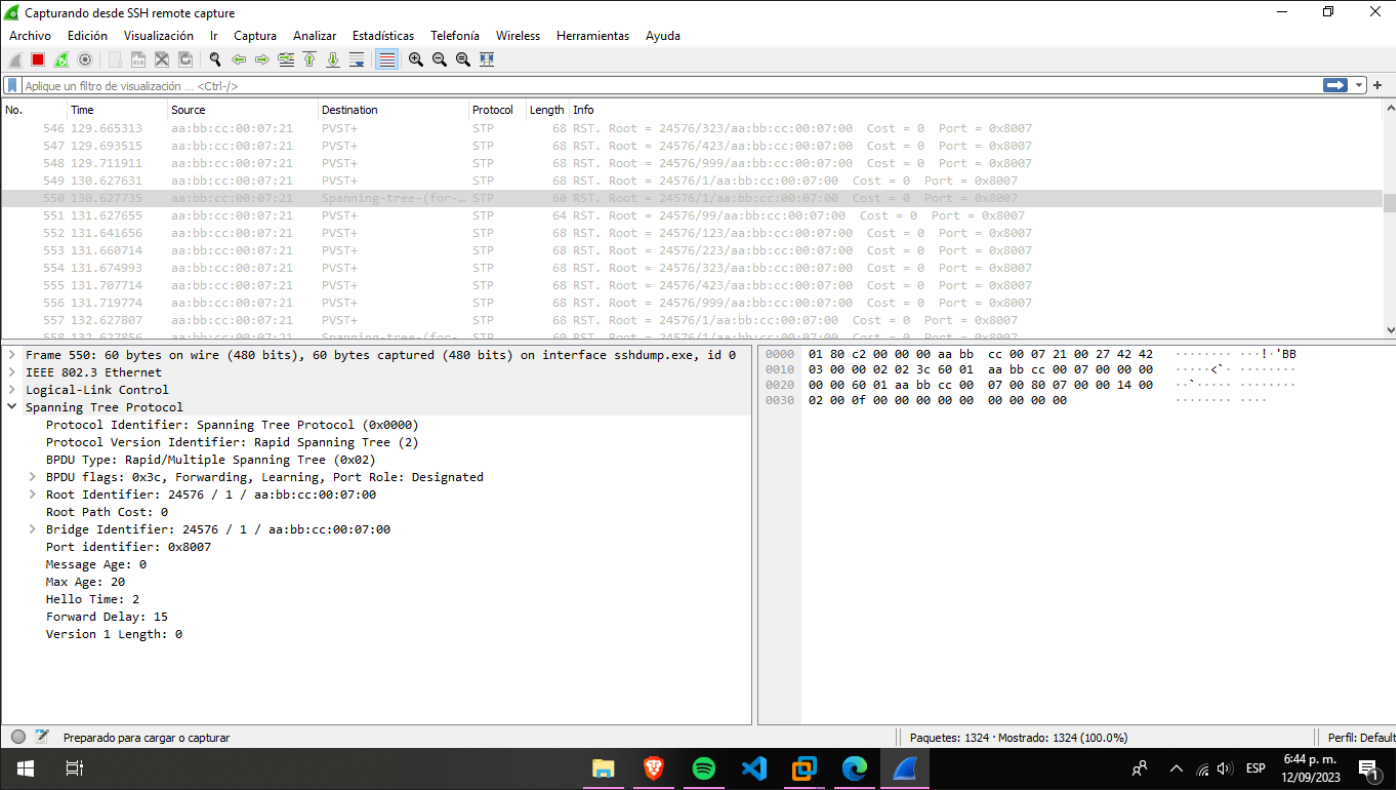 Capturando desde SSH remote capture
Archivo Edición Visualización Ir Captura Analizar Estadísticas Telefonía Wireless Herramientas Ayuda
Aplique un filtro de visualización ... <Ctrl-/>
No. Time Source Destination Protocol Length Info
546 129.665313 aa:bb:cc:00:07:21 PVST+ STP 68 RST. Root = 24576/323/aa:bb:cc:00:07:00 Cost = 0 Port = 0x8007
547 129.693515 aa:bb:cc:00:07:21 PVST+ STP 68 RST. Root = 24576/423/aa:bb:cc:00:07:00 Cost = 0 Port = 0x8007
548 129.711911 aa:bb:cc:00:07:21 PVST+ STP 68 RST. Root = 24576/999/aa:bb:cc:00:07:00 Cost = 0 Port = 0x8007
549 130.627631 aa:bb:cc:00:07:21 PVST+ STP 68 RST. Root = 24576/1/aa:bb:cc:00:07:00 Cost = 0 Port = 0x8007
550 130.627735 aa:bb:cc:00:07:21 Spanning-tree-(for-… STP 60 RST. Root = 24576/1/aa:bb:cc:00:07:00 Cost = 0 Port = 0x8007
551 131.627655 aa:bb:cc:00:07:21 PVST+ STP 64 RST. Root = 24576/99/aa:bb:cc:00:07:00 Cost = 0 Port = 0x8007
552 131.641656 aa:bb:cc:00:07:21 PVST+ STP 68 RST. Root = 24576/123/aa:bb:cc:00:07:00 Cost = 0 Port = 0x8007
553 131.660714 aa:bb:cc:00:07:21 PVST+ STP 68 RST. Root = 24576/223/aa:bb:cc:00:07:00 Cost = 0 Port = 0x8007
554 131.674993 aa:bb:cc:00:07:21 PVST+ STP 68 RST. Root = 24576/323/aa:bb:cc:00:07:00 Cost = 0 Port = 0x8007
555 131.707714 aa:bb:cc:00:07:21 PVST+ STP 68 RST. Root = 24576/423/aa:bb:cc:00:07:00 Cost = 0 Port = 0x8007
556 131.719774 aa:bb:cc:00:07:21 PVST+ STP 68 RST. Root = 24576/999/aa:bb:cc:00:07:00 Cost = 0 Port = 0x8007
557 132.627807 aa:bb:cc:00:07:21 PVST+ STP 68 RST. Root = 24576/1/aa:bb:cc:00:07:00 Cost = 0 Port = 0x8007
558 132.627856 aa:bb:cc:00:07:21 Spanning-tree-(for- STP 60 RST. Root = 24576/1/aa:bb:cc:00:07:00 Cost = 0 Port = 0x8007
Frame 550: 60 bytes on wire (480 bits), 60 bytes captured (480 bits) on interface sshdump.exe, id 0
IEEE 802.3 Ethernet
Logical-Link Control
Spanning Tree Protocol
Protocol Identifier: Spanning Tree Protocol (0x0000)
Protocol Version Identifier: Rapid Spanning Tree (2)
BPDU Type: Rapid/Multiple Spanning Tree (0x02)
BPDU flags: 0x3c, Forwarding, Learning, Port Role: Designated
Root Identifier: 24576 / 1 / aa:bb:cc:00:07:00
Root Path Cost: 0
Bridge Identifier: 24576 / 1 / aa:bb:cc:00:07:00
Port identifier: 0x8007
Message Age: 0
Max Age: 20
Hello Time: 2
Forward Delay: 15
Version 1 Length: 0
0000 01 80 c2 00 00 00 aa bb cc 00 07 21 00 27 42 42 ········ ···!·'BB
0010 03 00 00 02 02 3c 60 01 aa bb cc 00 07 00 00 00 ·····<`· ········
0020 00 00 60 01 aa bb cc 00 07 00 80 07 00 00 14 00 ··`····· ········
0030 02 00 0f 00 00 00 00 00 00 00 00 00 ········ ····
Preparado para cargar o capturar
Paquetes: 1324 · Mostrado: 1324 (100.0%)
Perfil: Default
ESP
6:44 p. m.
12/09/2023
1